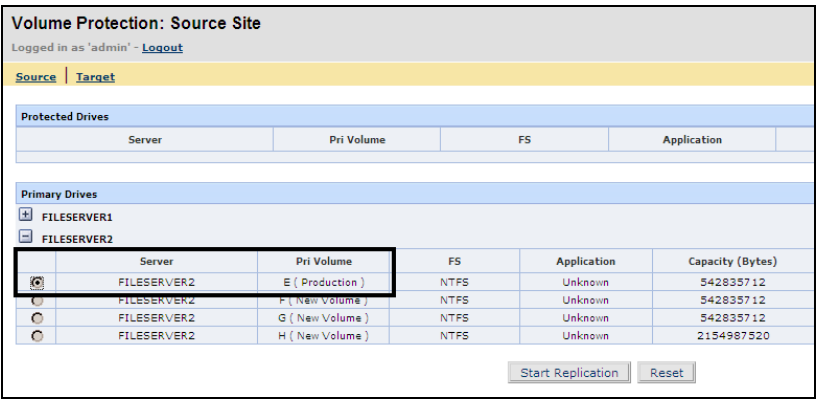 Volume Protection: Source Site
Logged in as 'admin' - Logout
Source | Target
Protected Drives
Server Pri Volume FS Application
Primary Drives
+ FILESERVER1
- FILESERVER2
Server Pri Volume FS Application Capacity (Bytes)
FILESERVER2 E ( Production ) NTFS Unknown 542835712
FILESERVER2 F ( New Volume ) NTFS Unknown 542835712
FILESERVER2 G ( New Volume ) NTFS Unknown 542835712
FILESERVER2 H ( New Volume ) NTFS Unknown 2154987520
Start Replication Reset